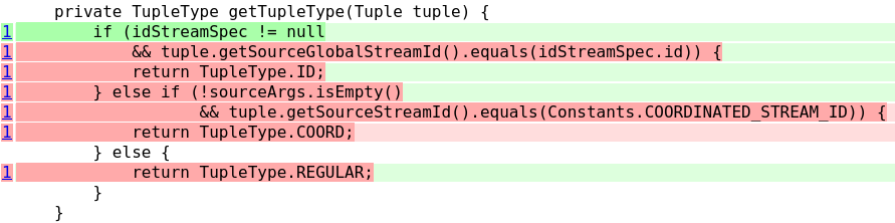 private TupleType getTupleType(Tuple tuple) {
1        if (idStreamSpec != null
1            && tuple.getSourceGlobalStreamId().equals(idStreamSpec.id)) {
1            return TupleType.ID;
1        } else if (!sourceArgs.isEmpty()
1                   && tuple.getSourceStreamId().equals(Constants.COORDINATED_STREAM_ID)) {
1            return TupleType.COORD;
        } else {
1            return TupleType.REGULAR;
        }
    }